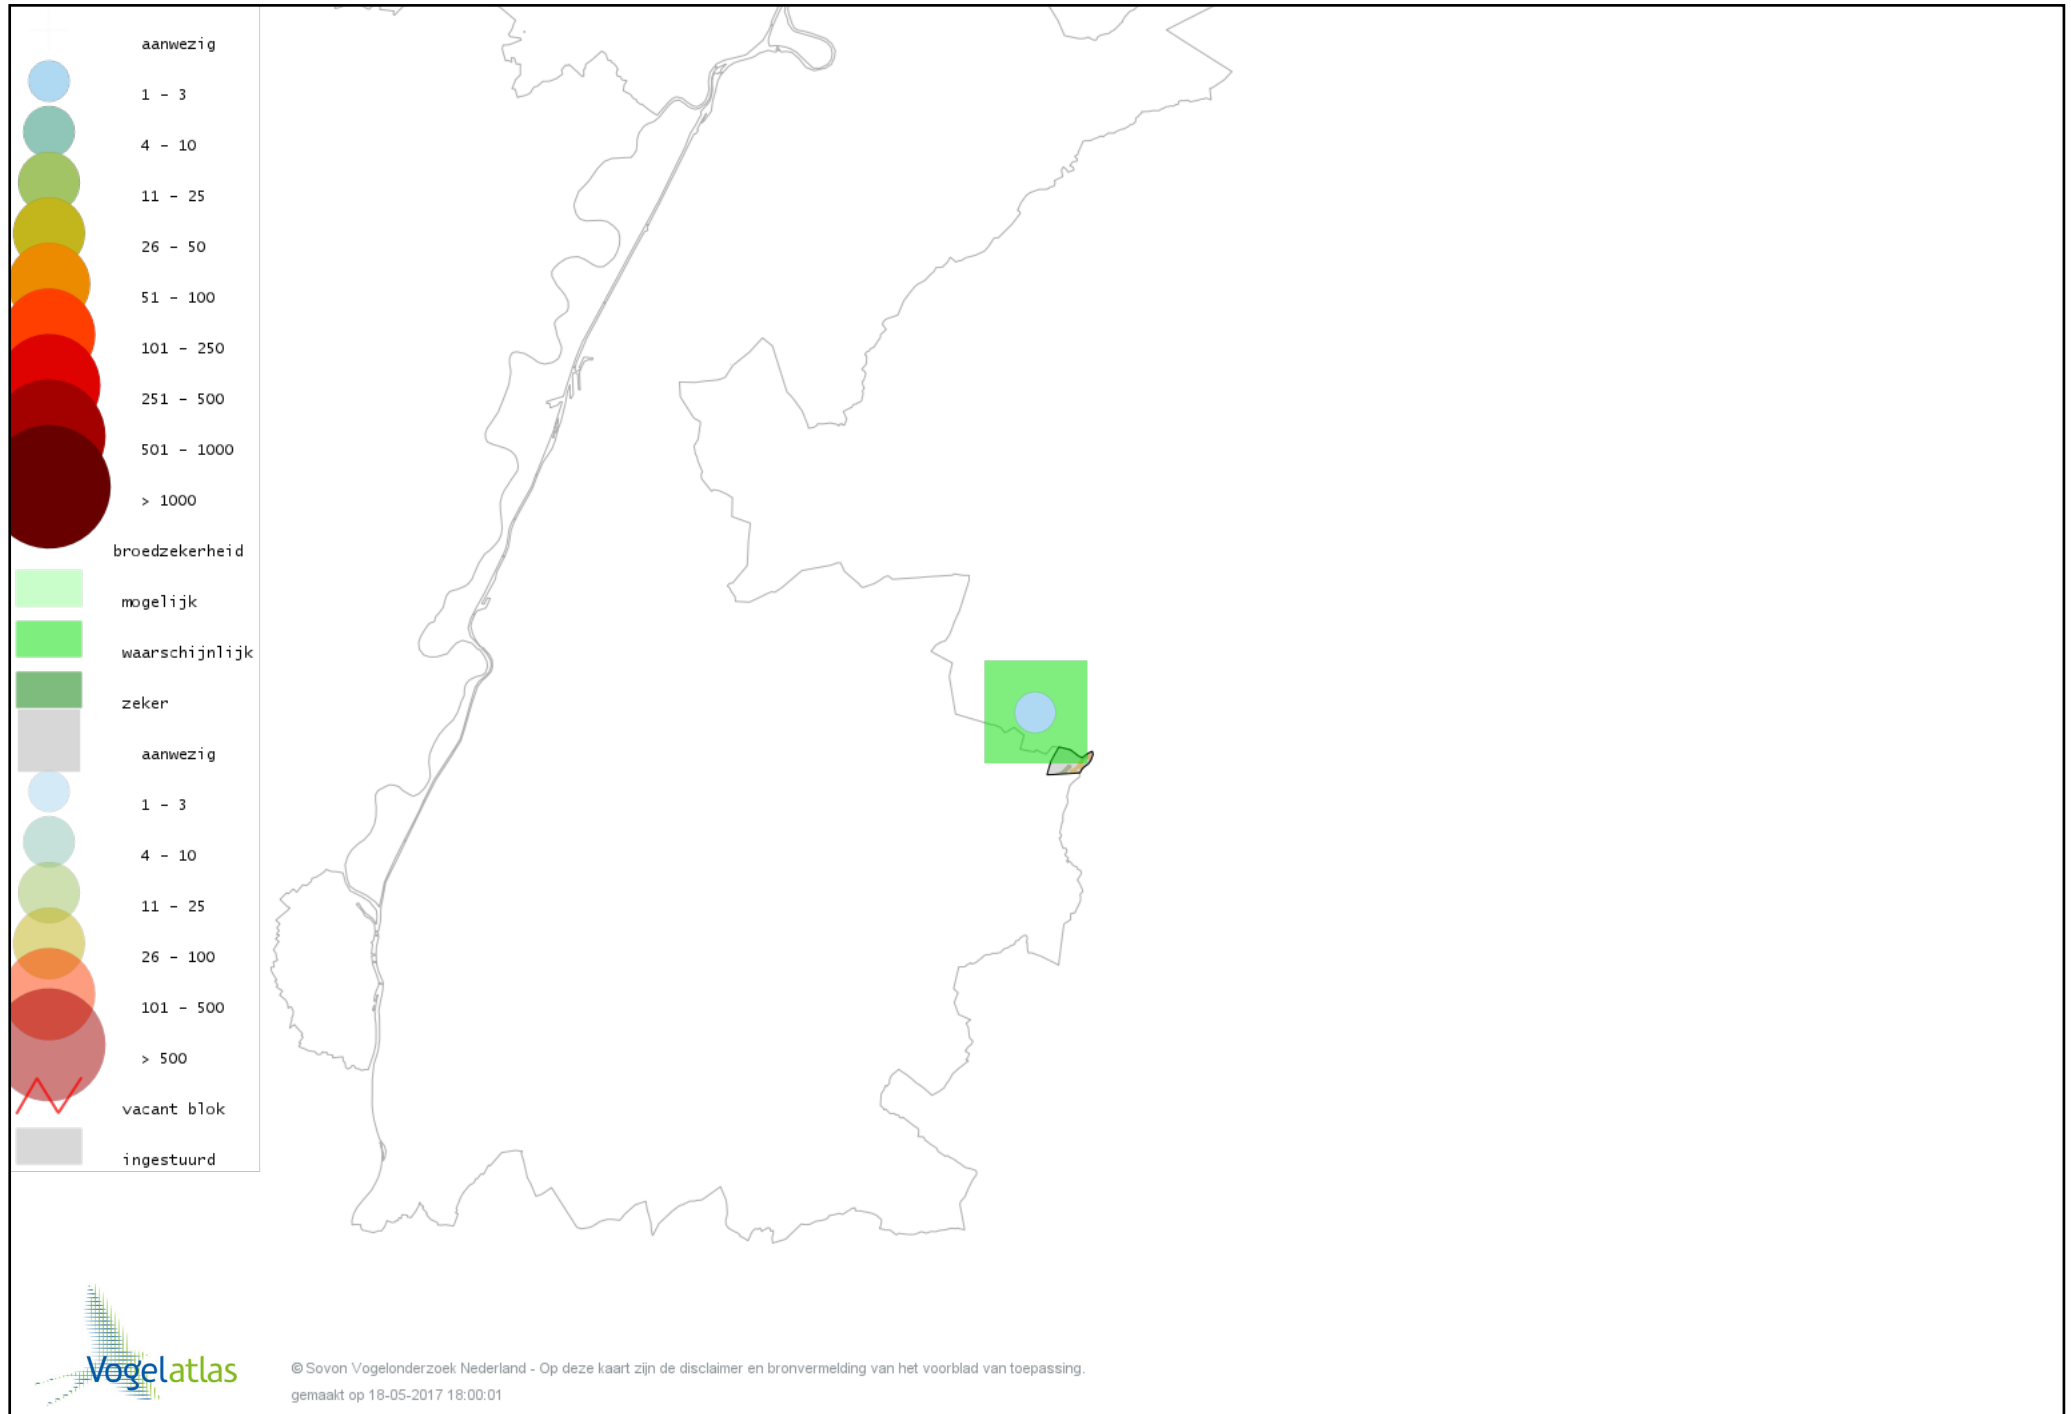 aanwezig
1 - 3
4 - 10
11 - 25
26 - 50
51 - 100
101 - 250
251 - 500
501 - 1000
> 1000
broedzekerheid
mogelijk
waarschijnlijk
zeker
aanwezig
1 - 3
4 - 10
11 - 25
26 - 100
101 - 500
> 500
vacant blok
ingestuurd
Vogelatlas
© Sovon Vogelonderzoek Nederland - Op deze kaart zijn de disclaimer en bronvermelding van het voorblad van toepassing.
gemaakt op 18-05-2017 18:00:01